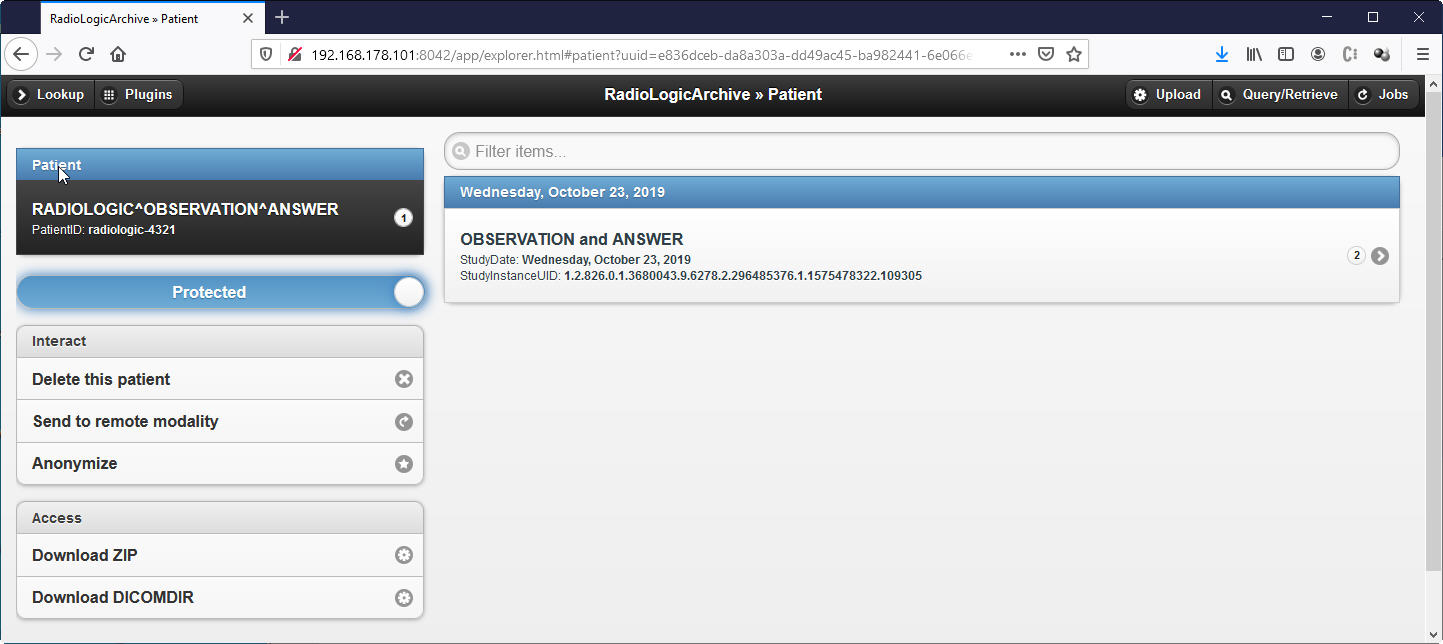 RadioLogicArchive » Patient
192.168.178.101:8042/app/explorer.html#patient?uuid=e836dceb-da8a303a-dd49ac45-ba982441-6e066e
Lookup
Plugins
RadioLogicArchive » Patient
Upload
Query/Retrieve
Jobs
Patient
RADIOLOGIC^OBSERVATION^ANSWER
PatientID: radiologic-4321
1
Protected
Interact
Delete this patient
Send to remote modality
Anonymize
Access
Download ZIP
Download DICOMDIR
Filter items...
Wednesday, October 23, 2019
OBSERVATION and ANSWER
StudyDate: Wednesday, October 23, 2019
StudyInstanceUID: 1.2.826.0.1.3680043.9.6278.2.296485376.1.1575478322.109305
2